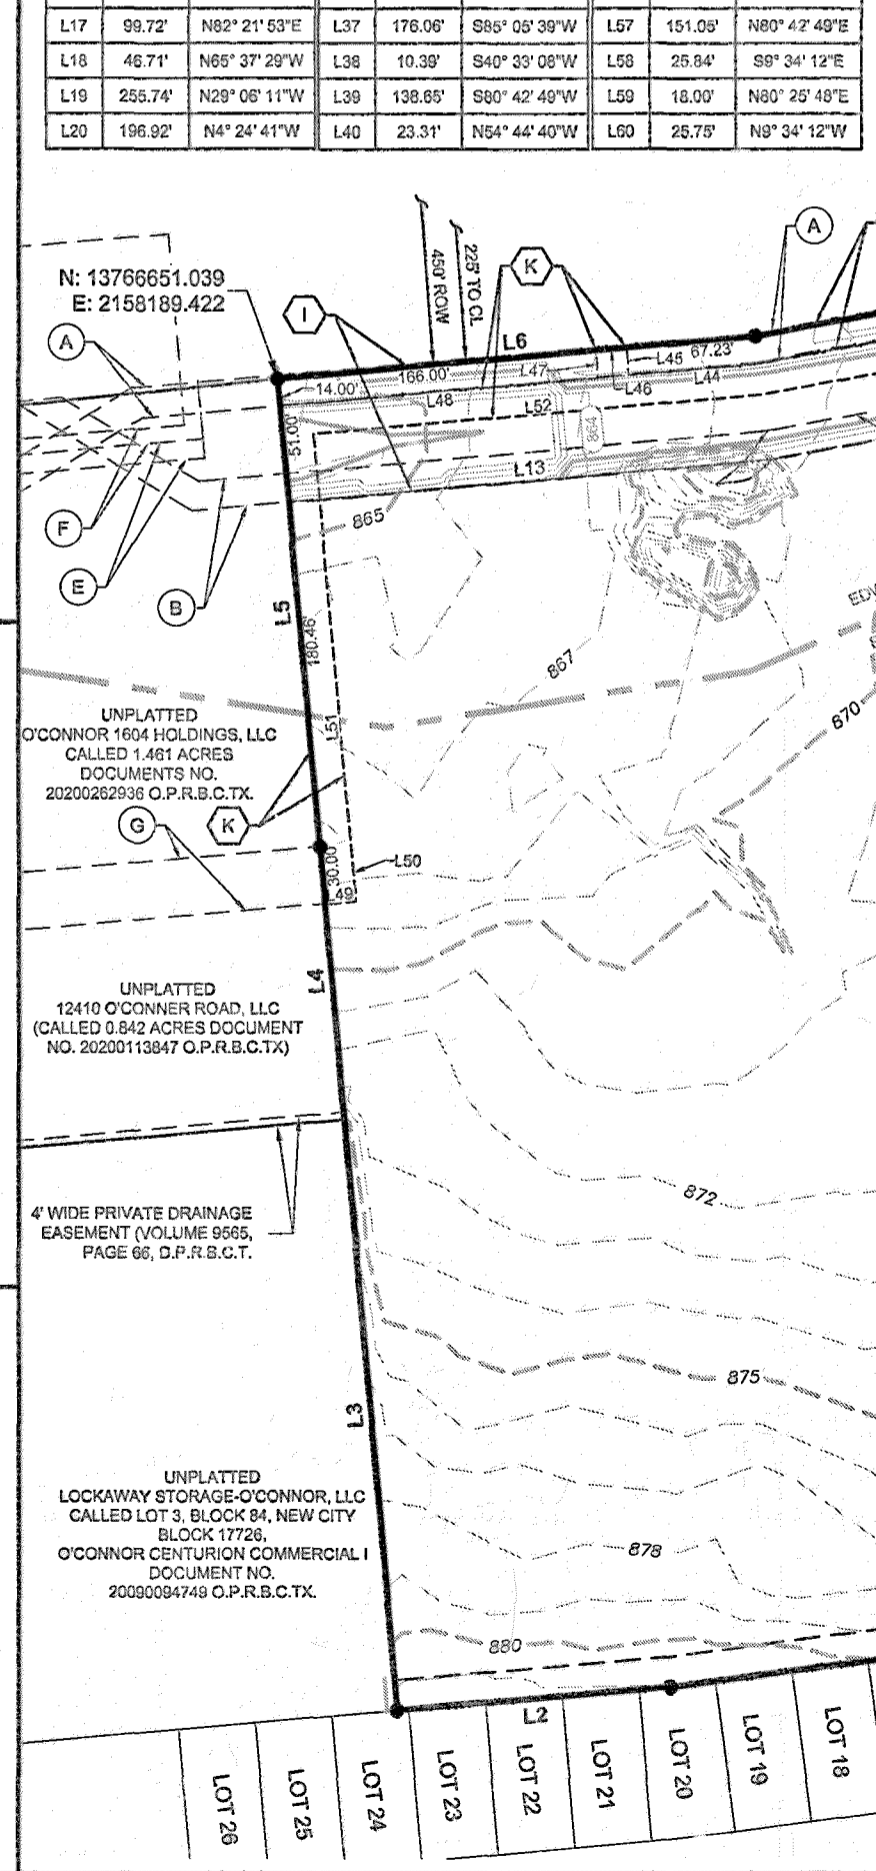 L17 99.72' N82° 21' 53"E L37 176.06' S85° 05' 39"W L57 151.05' N80° 42' 49"E
L18 46.71' N65° 37' 29"W L38 10.39' S40° 33' 08"W L58 25.84' S9° 34' 12"E
L19 255.74' N29° 06' 11"W L39 138.65' S80° 42' 49"W L59 18.00' N80° 25' 48"E
L20 196.92' N4° 24' 41"W L40 23.31' N54° 44' 40"W L60 25.75' N9° 34' 12"W
A
N: 13766651.039
E: 2158189.422
450' ROW
225' TO CL
K
I
L6
A
L45 67.23'
166.00'
L47
L46
L44
14.00'
L48
L52
864
51.00'
L13
F
865
E
B
L5
180.46'
EDW
867
870
L51
UNPLATTED
O'CONNOR 1604 HOLDINGS, LLC
CALLED 1.461 ACRES
DOCUMENTS NO.
20200262936 O.P.R.B.C.TX.
G
K
30.00
L50
L49
L4
UNPLATTED
12410 O'CONNER ROAD, LLC
(CALLED 0.842 ACRES DOCUMENT
NO. 20200113847 O.P.R.B.C.TX)
872
4' WIDE PRIVATE DRAINAGE
EASEMENT (VOLUME 9565,
PAGE 66, D.P.R.B.C.T.
875
L3
UNPLATTED
LOCKAWAY STORAGE-O'CONNOR, LLC
CALLED LOT 3, BLOCK 84, NEW CITY
BLOCK 17726,
O'CONNOR CENTURION COMMERCIAL I
DOCUMENT NO.
20090094749 O.P.R.B.C.TX.
878
880
L2
LOT 26
LOT 25
LOT 24
LOT 23
LOT 22
LOT 21
LOT 20
LOT 19
LOT 18